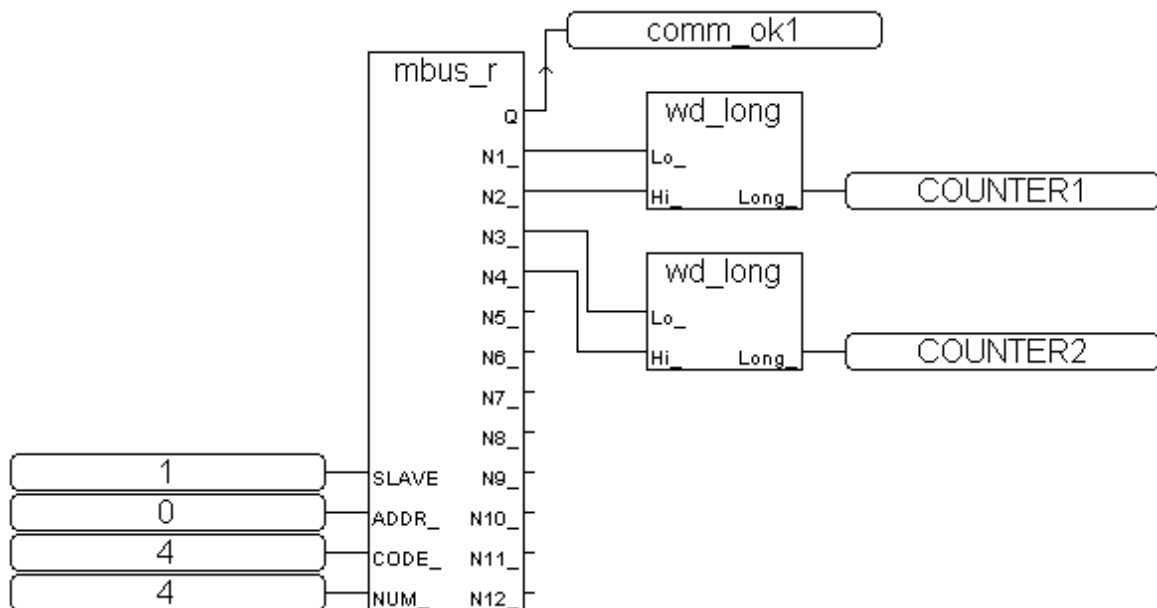 comm_ok1
mbus_r
wd_long
Q
N1_ Lo_
N2_ Hi_ Long_ COUNTER1
N3_
N4_ wd_long
N5_ Lo_
N6_ Hi_ Long_ COUNTER2
N7_
N8_
1 SLAVE N9_
0 ADDR_ N10_
4 CODE_ N11_
4 NUM_ N12_